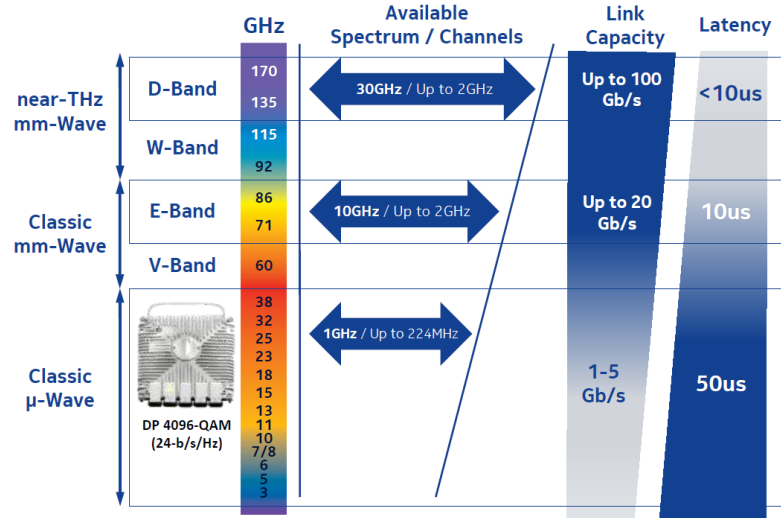 GHz
Available
Spectrum / Channels
Link
Capacity
Latency
near-THz
mm-Wave
D-Band
170
135
30GHz / Up to 2GHz
Up to 100
Gb/s
<10us
W-Band
115
92
Classic
mm-Wave
E-Band
86
71
10GHz / Up to 2GHz
Up to 20
Gb/s
10us
V-Band
60
Classic
μ-Wave
38
32
25
23
18
15
13
11
10
7/8
6
5
3
1GHz / Up to 224MHz
1-5
Gb/s
50us
DP 4096-QAM
(24-b/s/Hz)